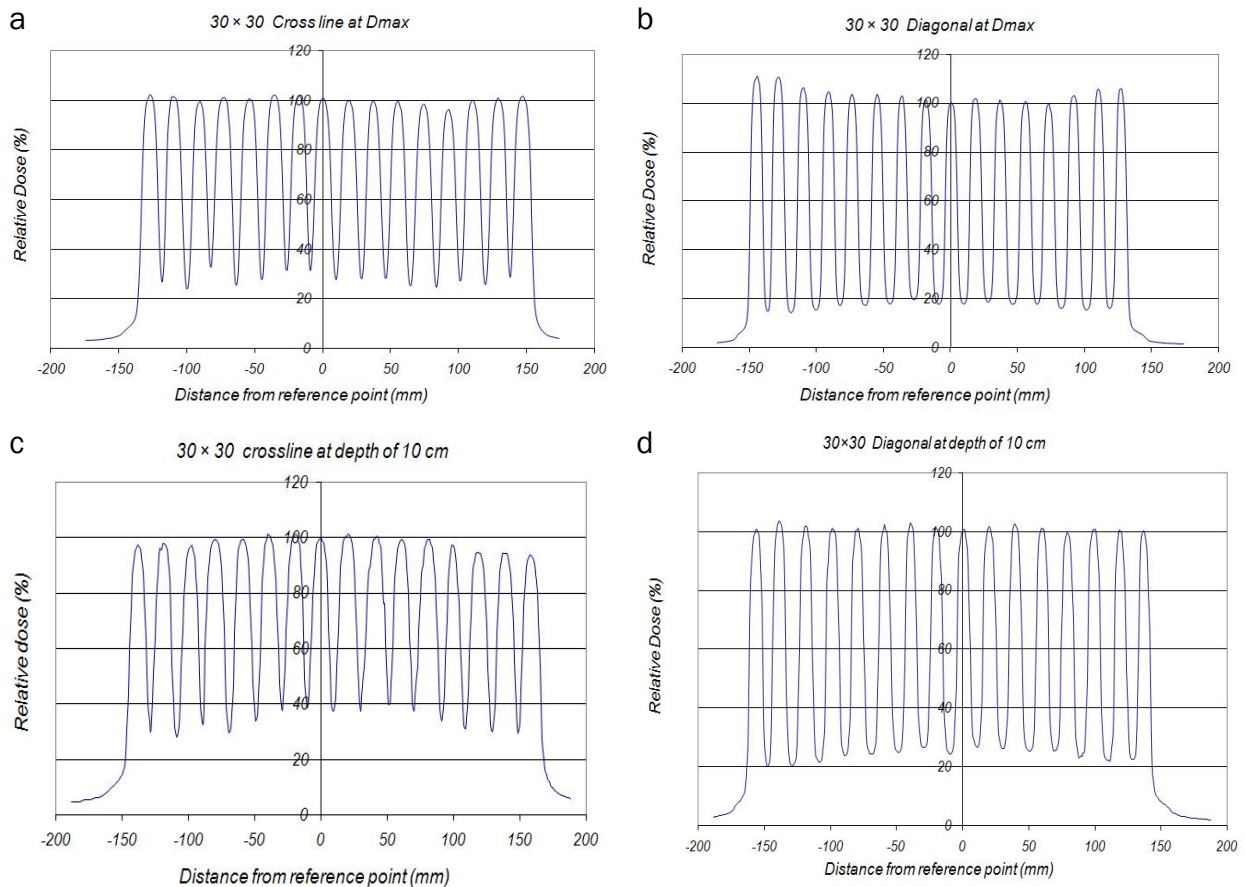 a
30 × 30 Cross line at Dmax
120
100
80
60
40
20
0
-200 -150 -100 -50 0 50 100 150 200
Relative Dose (%)
Distance from reference point (mm)
b
30 × 30 Diagonal at Dmax
120
100
80
60
40
20
0
-200 -150 -100 -50 0 50 100 150 200
Relative Dose (%)
Distance from reference point (mm)
c
30 × 30 crossline at depth of 10 cm
120
100
80
60
40
20
0
-200 -150 -100 -50 0 50 100 150 200
Relative dose (%)
Distance from reference point (mm)
d
30×30 Diagonal at depth of 10 cm
120
100
80
60
40
20
0
-200 -150 -100 -50 0 50 100 150 200
Relative Dose (%)
Distance from reference point (mm)